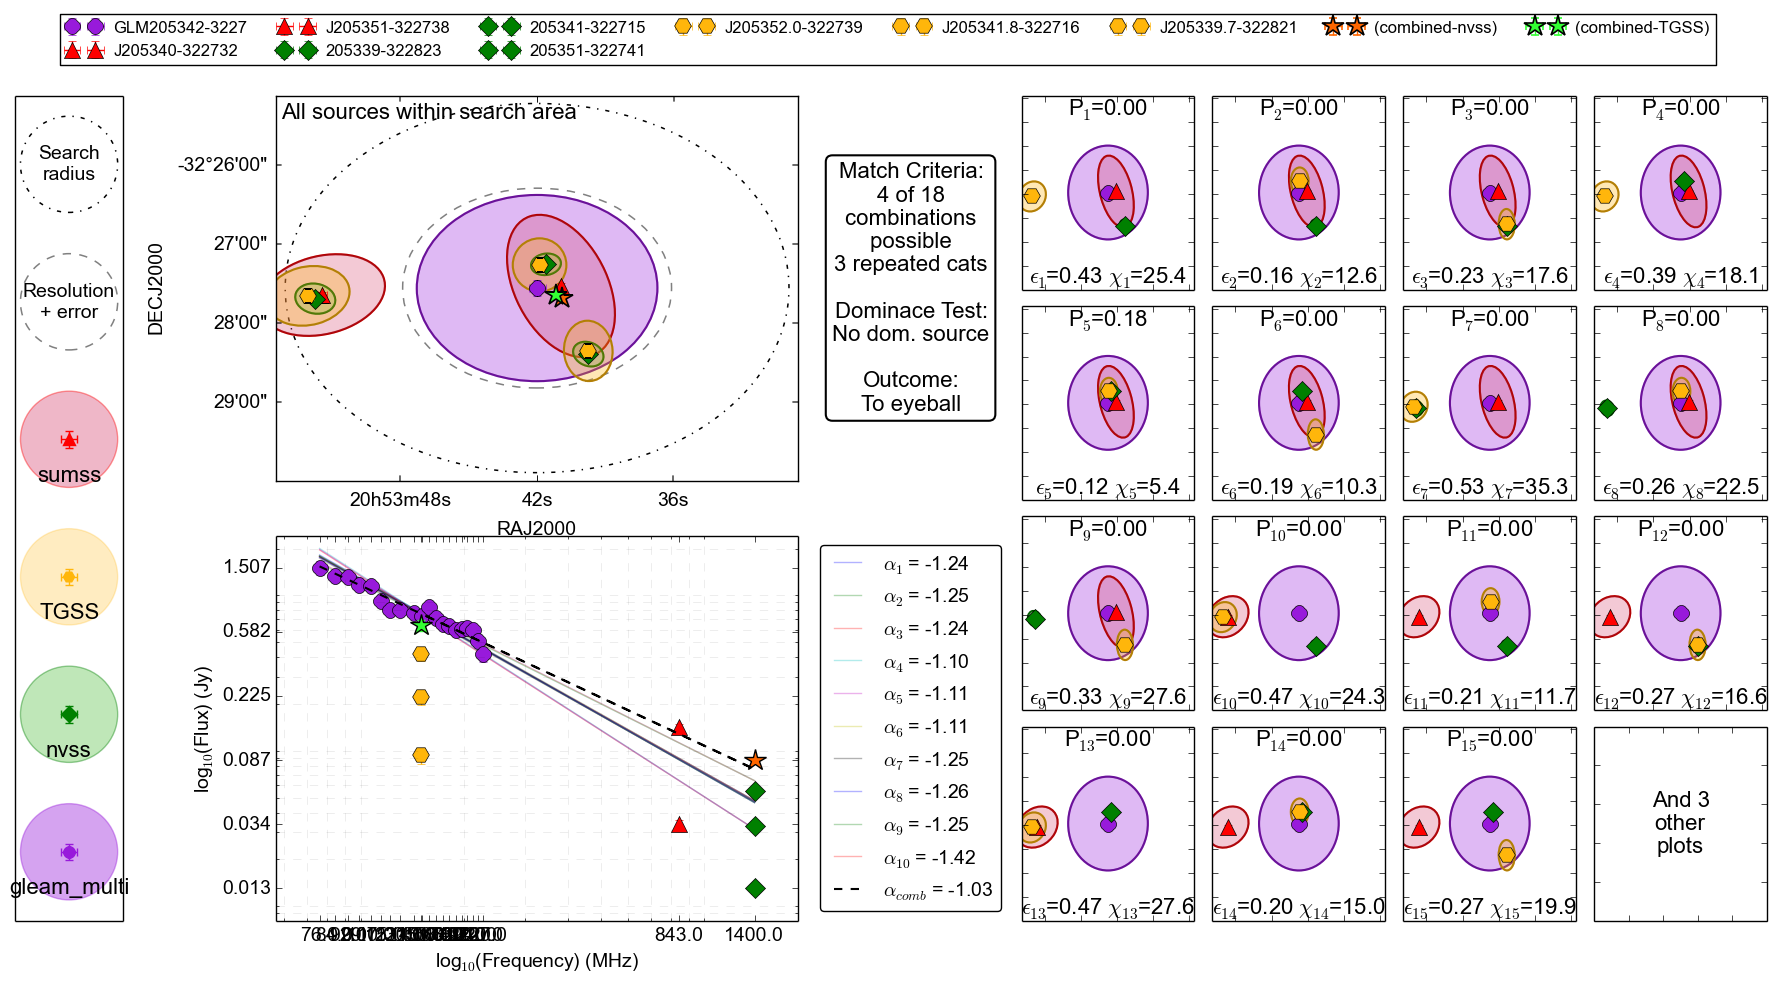 GLM205342-3227
J205351-322738
205341-322715
J205352.0-322739
J205341.8-322716
J205339.7-322821
(combined-nvss)
(combined-TGSS)
J205340-322732
205339-322823
205351-322741
Search
radius
Resolution
+ error
sumss
TGSS
nvss
gleam_multi
All sources within search area
DECJ2000
-32°26'00"
27'00"
28'00"
29'00"
20h53m48s
42s
36s
RAJ2000
Match Criteria:
4 of 18
combinations
possible
3 repeated cats
Dominace Test:
No dom. source
Outcome:
To eyeball
log10(Flux) (Jy)
1.507
0.582
0.225
0.087
0.034
0.013
843.0
1400.0
log10(Frequency) (MHz)
α1 = -1.24
α2 = -1.25
α3 = -1.24
α4 = -1.10
α5 = -1.11
α6 = -1.11
α7 = -1.25
α8 = -1.26
α9 = -1.25
α10 = -1.42
αcomb = -1.03
P1=0.00
ϵ1=0.43 χ1=25.4
P2=0.00
ϵ2=0.16 χ2=12.6
P3=0.00
ϵ3=0.23 χ3=17.6
P4=0.00
ϵ4=0.39 χ4=18.1
P5=0.18
ϵ5=0.12 χ5=5.4
P6=0.00
ϵ6=0.19 χ6=10.3
P7=0.00
ϵ7=0.53 χ7=35.3
P8=0.00
ϵ8=0.26 χ8=22.5
P9=0.00
ϵ9=0.33 χ9=27.6
P10=0.00
ϵ10=0.47 χ10=24.3
P11=0.00
ϵ11=0.21 χ11=11.7
P12=0.00
ϵ12=0.27 χ12=16.6
P13=0.00
ϵ13=0.47 χ13=27.6
P14=0.00
ϵ14=0.20 χ14=15.0
P15=0.00
ϵ15=0.27 χ15=19.9
And 3
other
plots